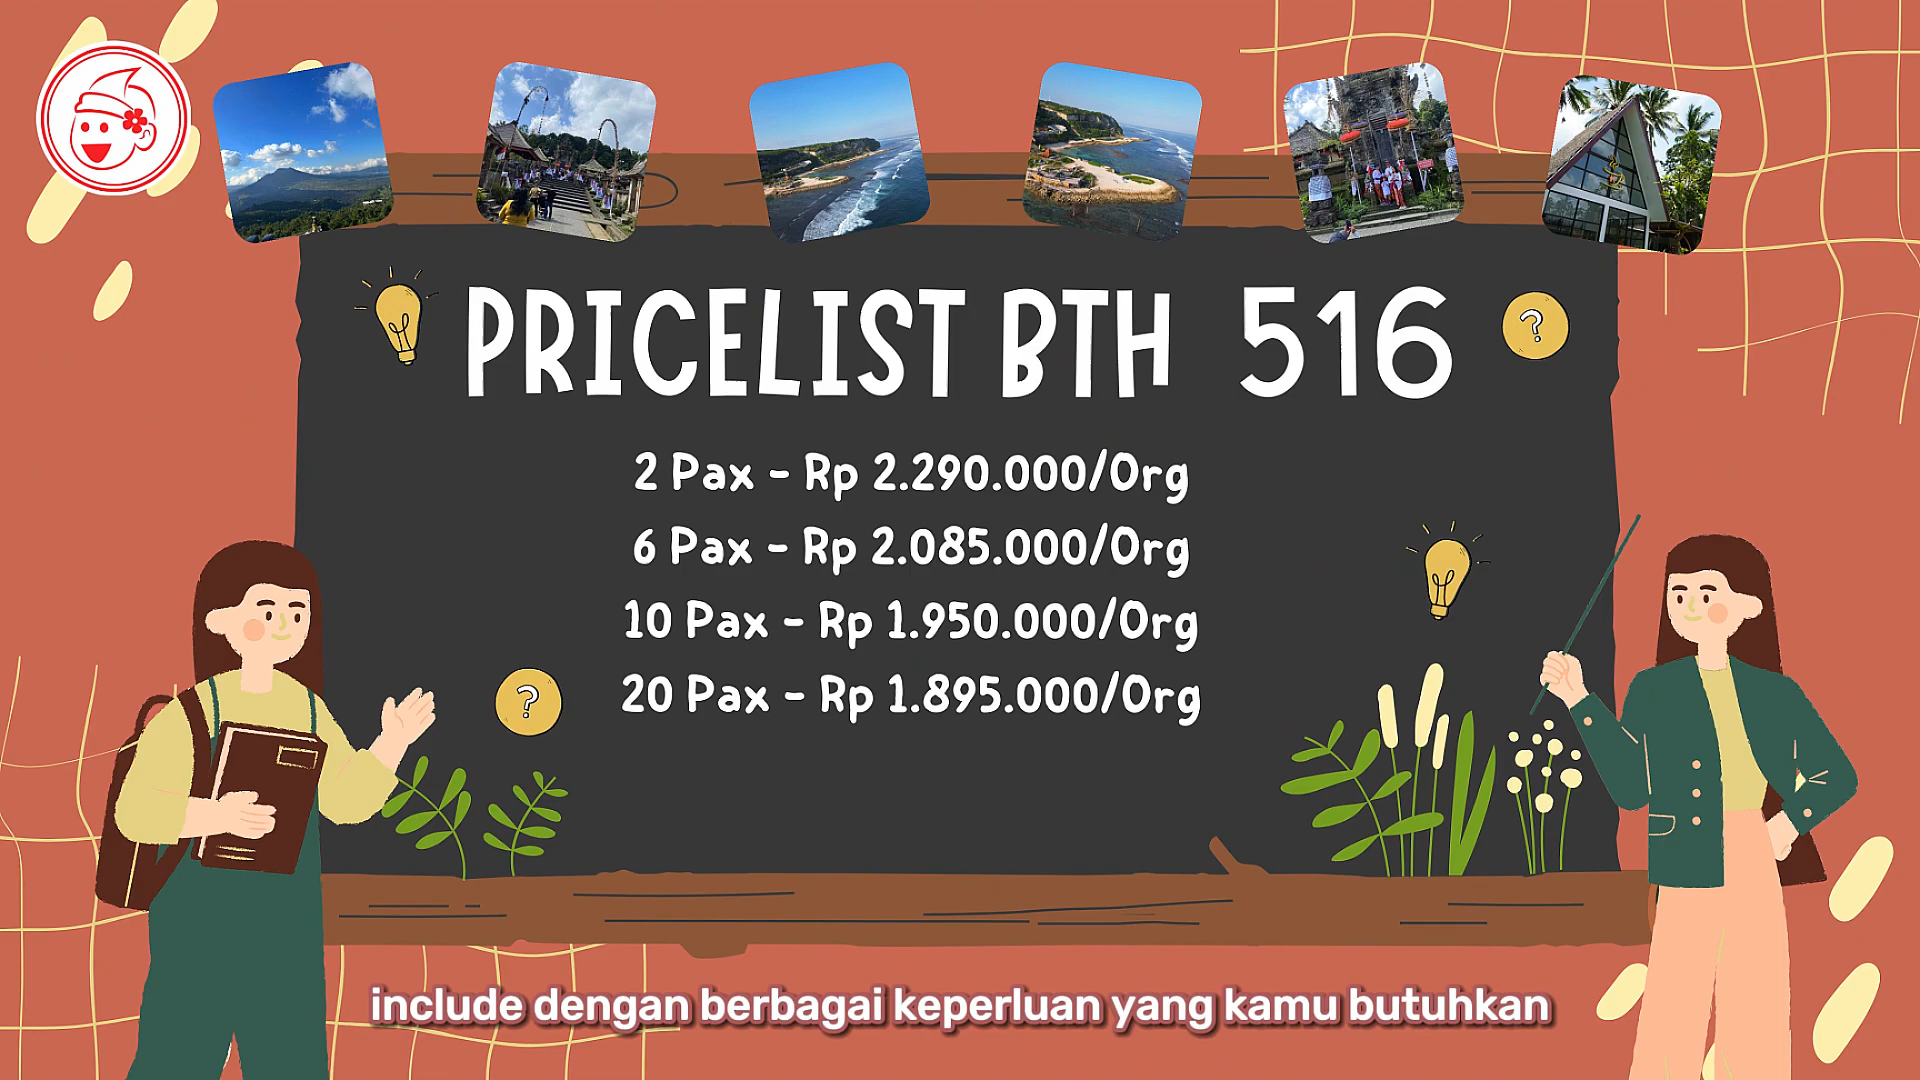 PRICELIST BTH 516
2 Pax - Rp 2.290.000/Org
6 Pax - Rp 2.085.000/Org
10 Pax - Rp 1.950.000/Org
20 Pax - Rp 1.895.000/Org
?
?
include dengan berbagai keperluan yang kamu butuhkan